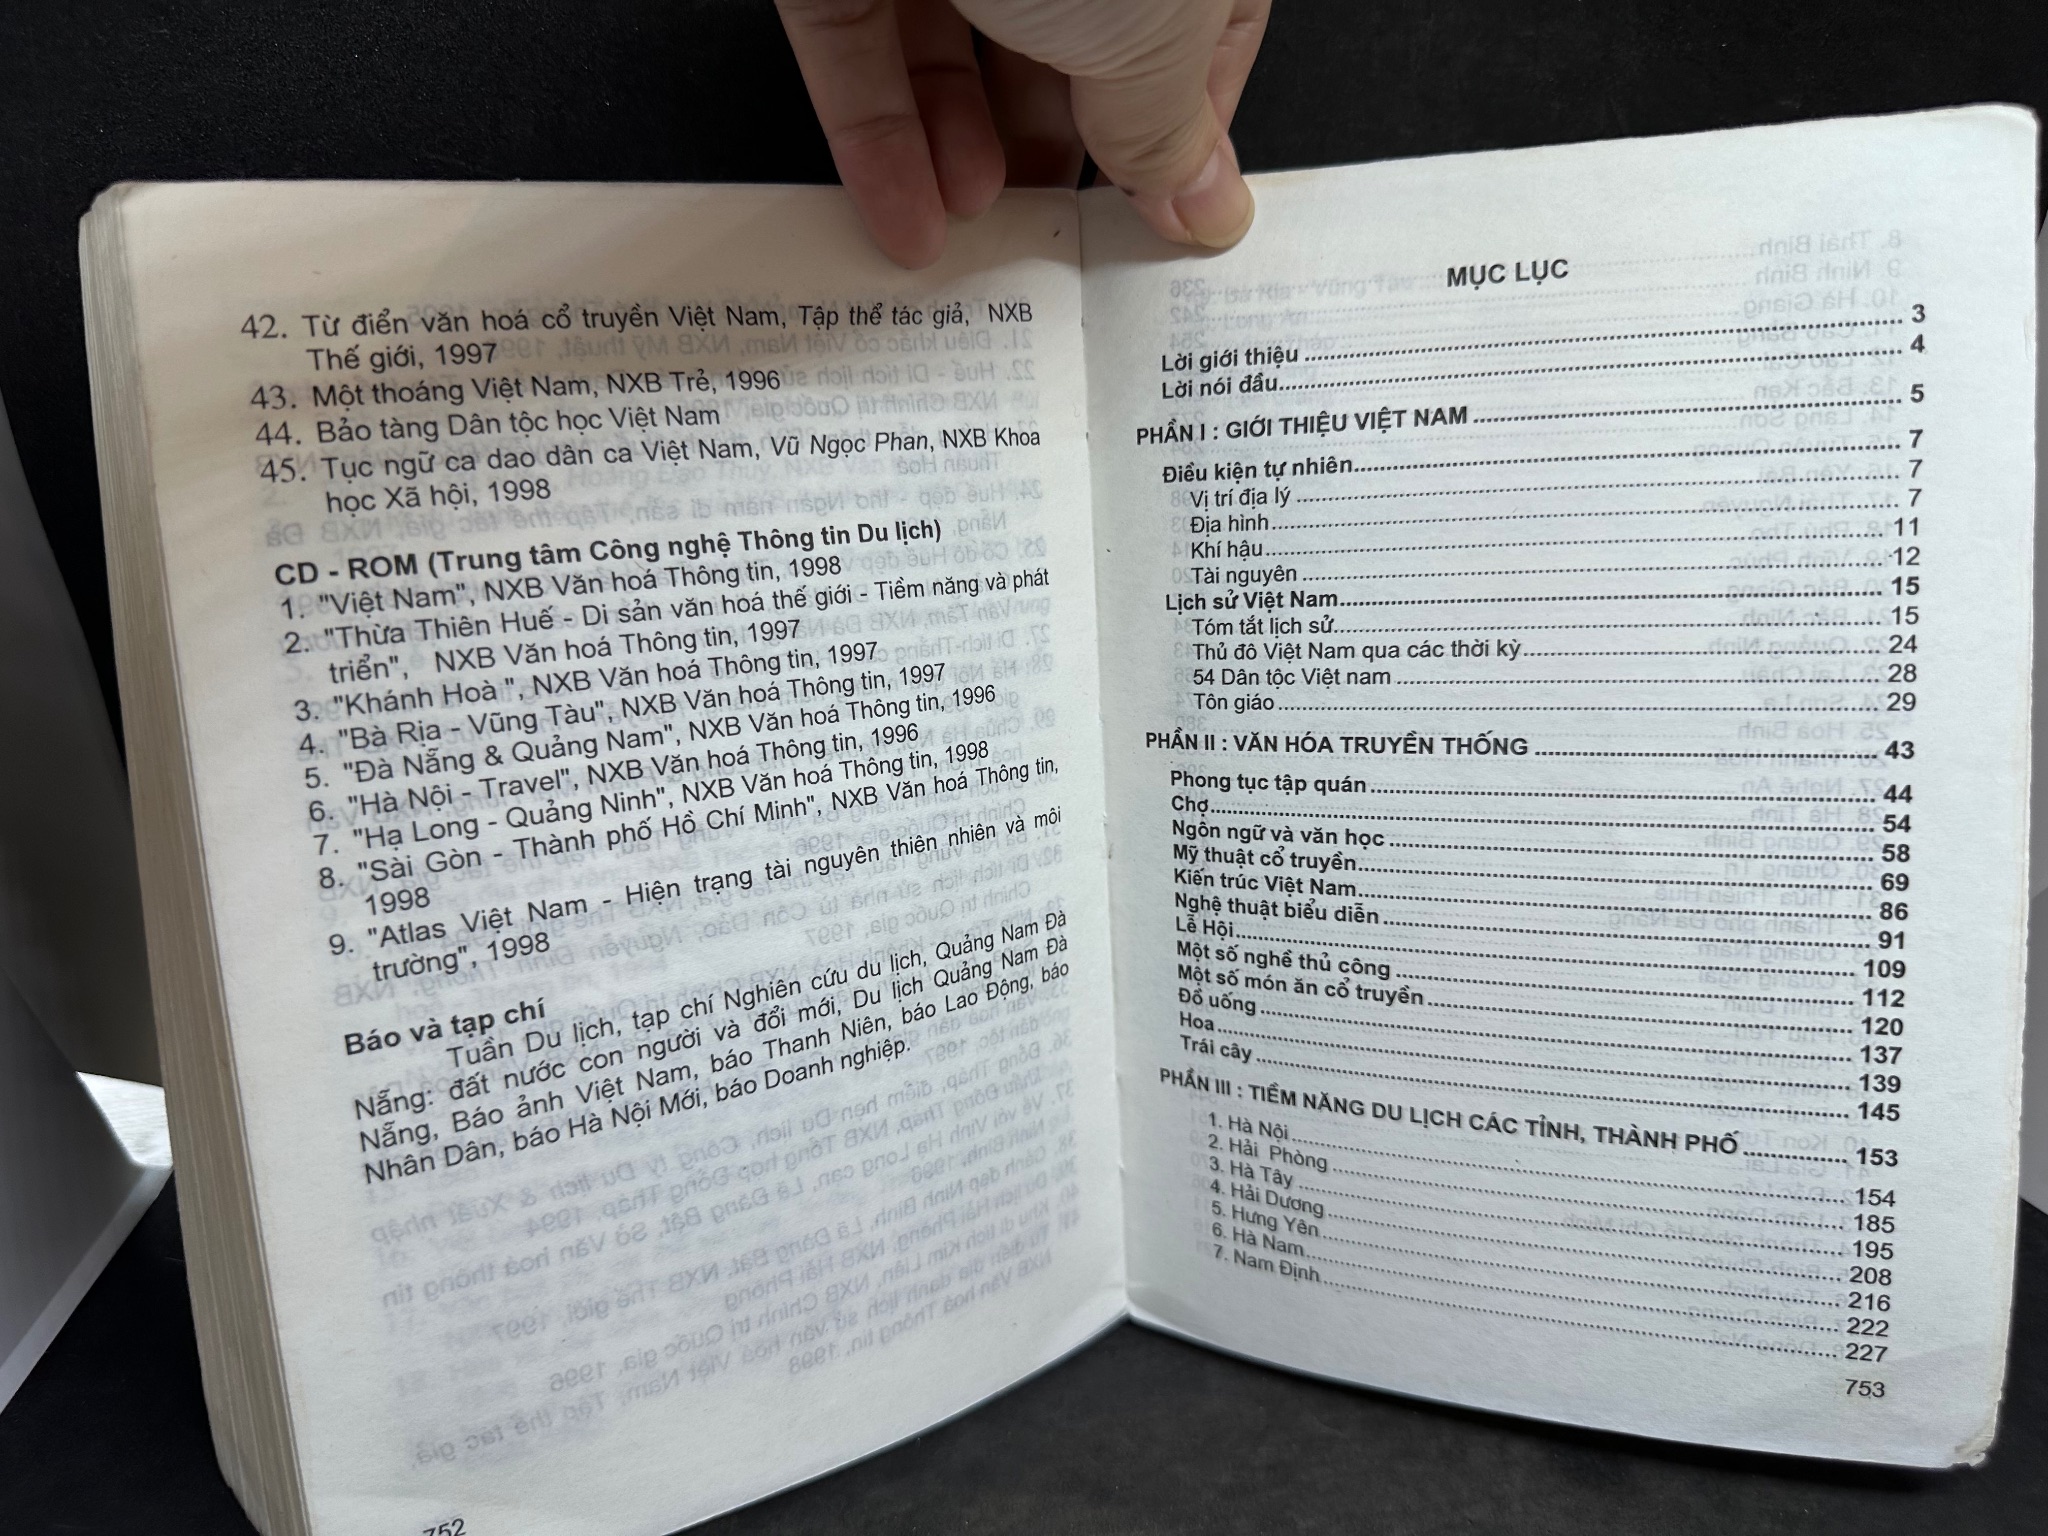 42. Từ điển văn hoá cổ truyền Việt Nam, Tập thể tác giả, NXB
Thế giới, 1997
43. Một thoáng Việt Nam, NXB Trẻ, 1996
44. Bảo tàng Dân tộc học Việt Nam
45. Tục ngữ ca dao dân ca Việt Nam, Vũ Ngọc Phan, NXB Khoa
học Xã hội, 1998
CD - ROM (Trung tâm Công nghệ Thông tin Du lịch)
1. "Việt Nam", NXB Văn hoá Thông tin, 1998
2. "Thừa Thiên Huế - Di sản văn hoá thế giới - Tiềm năng và phát
triển", NXB Văn hoá Thông tin, 1997
3. "Khánh Hoà ", NXB Văn hoá Thông tin, 1997
4. "Bà Rịa - Vũng Tàu", NXB Văn hoá Thông tin, 1997
5. "Đà Nẵng & Quảng Nam", NXB Văn hoá Thông tin, 1996
6. "Hà Nội - Travel", NXB Văn hoá Thông tin, 1996
7. "Hạ Long - Quảng Ninh", NXB Văn hoá Thông tin, 1998
8. "Sài Gòn - Thành phố Hồ Chí Minh", NXB Văn hoá Thông tin,
1998
9. "Atlas Việt Nam - Hiện trạng tài nguyên thiên nhiên và môi
trường", 1998
Báo và tạp chí
Tuần Du lịch, tạp chí Nghiên cứu du lịch, Quảng Nam Đà
Nẵng: đất nước con người và đổi mới, Du lịch Quảng Nam Đà
Nẵng, Báo ảnh Việt Nam, báo Thanh Niên, báo Lao Động, báo
Nhân Dân, báo Hà Nội Mới, báo Doanh nghiệp.
752
MỤC LỤC
Lời giới thiệu ........ 3
Lời nói đầu........ 4
PHẦN I : GIỚI THIỆU VIỆT NAM ........ 5
Điều kiện tự nhiên........ 7
Vị trí địa lý ........ 7
Địa hình........ 7
Khí hậu........ 11
Tài nguyên ........ 12
Lịch sử Việt Nam........ 15
Tóm tắt lịch sử........ 15
Thủ đô Việt Nam qua các thời kỳ........ 24
54 Dân tộc Việt nam ........ 28
Tôn giáo........ 29
PHẦN II : VĂN HÓA TRUYỀN THỐNG ........ 43
Phong tục tập quán ........ 44
Chợ........ 54
Ngôn ngữ và văn học ........ 58
Mỹ thuật cổ truyền........ 69
Kiến trúc Việt Nam........ 86
Nghệ thuật biểu diễn ........ 91
Lễ Hội........ 109
Một số nghề thủ công ........ 112
Một số món ăn cổ truyền ........ 120
Đồ uống ........ 137
Hoa........ 139
Trái cây ........ 145
PHẦN III : TIỀM NĂNG DU LỊCH CÁC TỈNH, THÀNH PHỐ ........ 153
1. Hà Nội........ 154
2. Hải Phòng ........ 185
3. Hà Tây ........ 195
4. Hải Dương........ 208
5. Hưng Yên ........ 216
6. Hà Nam........ 222
7. Nam Định........ 227
753